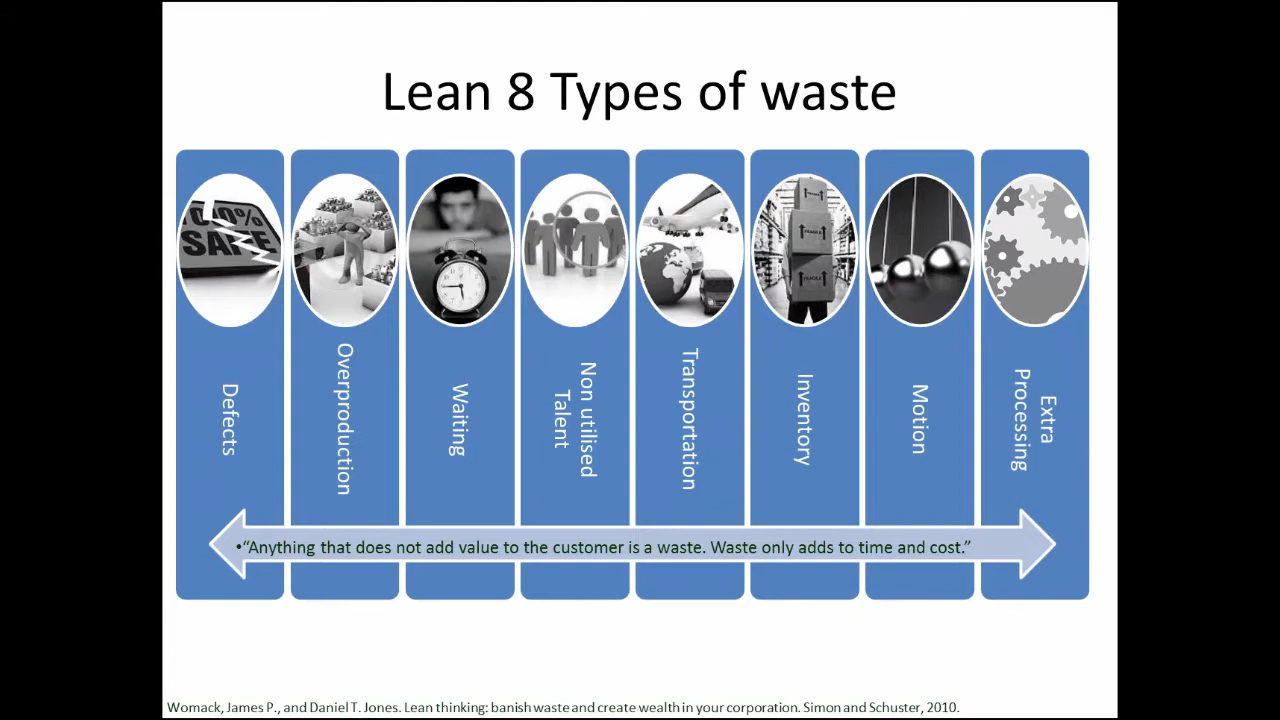 Lean 8 Types of waste
SAFE
Defects
Overproduction
Waiting
Non utilised
Talent
Transportation
Inventory
Motion
Extra
Processing
•“Anything that does not add value to the customer is a waste. Waste only adds to time and cost.”
Womack, James P., and Daniel T. Jones. Lean thinking: banish waste and create wealth in your corporation. Simon and Schuster, 2010.